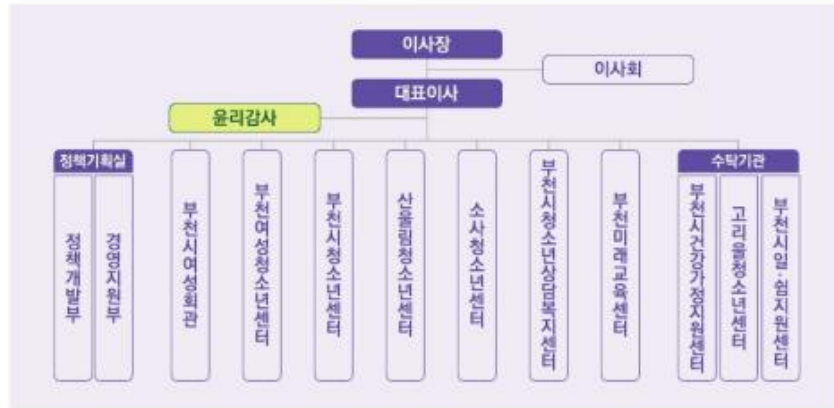 이사장
이사회
대표이사
윤리감사
정책기획실
정책개발부
경영지원부
부천시여성회관
부천여성청소년센터
부천시청소년센터
산울림청소년센터
소사청소년센터
부천시청소년상담복지센터
부천미래교육센터
수탁기관
부천시건강가정지원센터
고리울청소년센터
부천시일·쉼지원센터